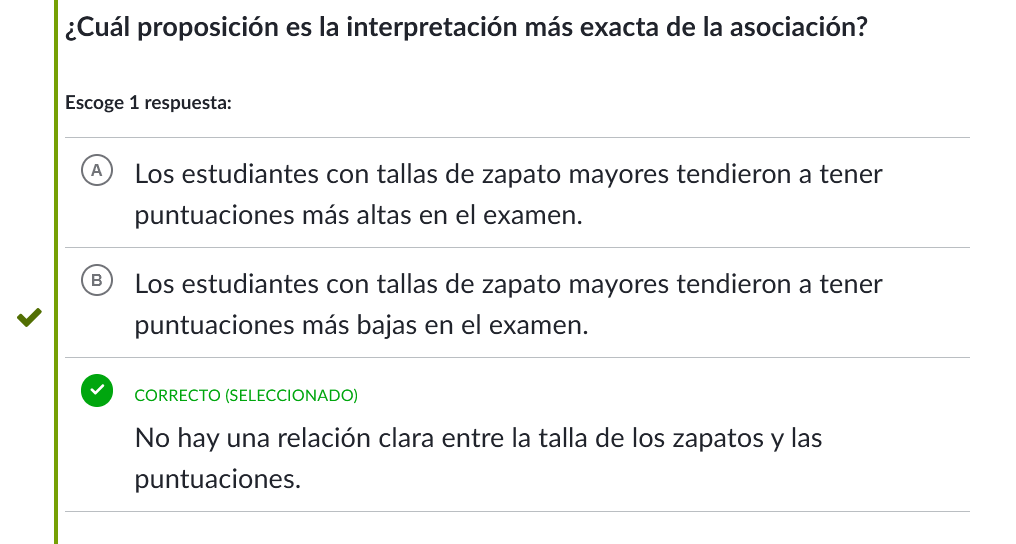 ¿Cuál proposición es la interpretación más exacta de la asociación?
Escoge 1 respuesta:
A
Los estudiantes con tallas de zapato mayores tendieron a tener
puntuaciones más altas en el examen.
B
Los estudiantes con tallas de zapato mayores tendieron a tener
puntuaciones más bajas en el examen.
CORRECTO (SELECCIONADO)
No hay una relación clara entre la talla de los zapatos y las
puntuaciones.